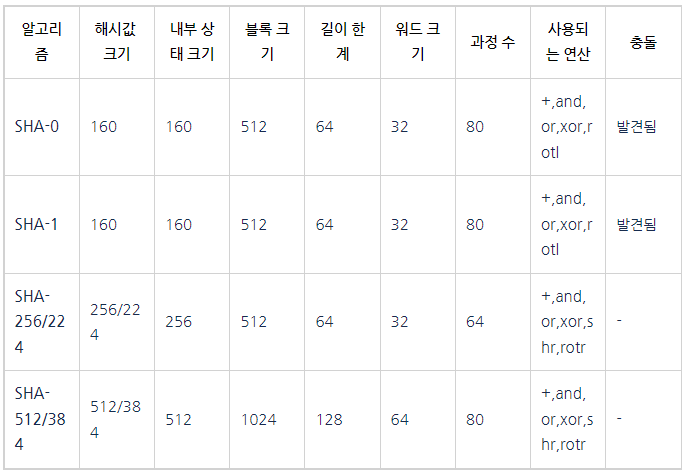 알고리즘 해시값 크기 내부 상태 크기 블록 크기 길이 한계 워드 크기 과정 수 사용되는 연산 충돌
SHA-0 160 160 512 64 32 80 +,and,or,xor,rotl 발견됨
SHA-1 160 160 512 64 32 80 +,and,or,xor,rotl 발견됨
SHA-256/224 256/224 256 512 64 32 64 +,and,or,xor,shr,rotr -
SHA-512/384 512/384 512 1024 128 64 80 +,and,or,xor,shr,rotr -